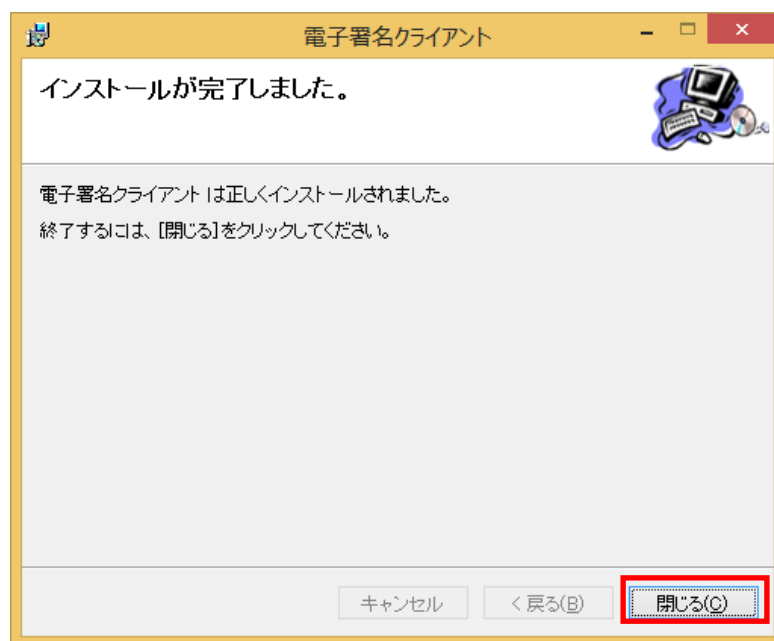 電子署名クライアント
インストールが完了しました。
電子署名クライアント は正しくインストールされました。
終了するには、[閉じる]をクリックしてください。
キャンセル
< 戻る(B)
閉じる(C)